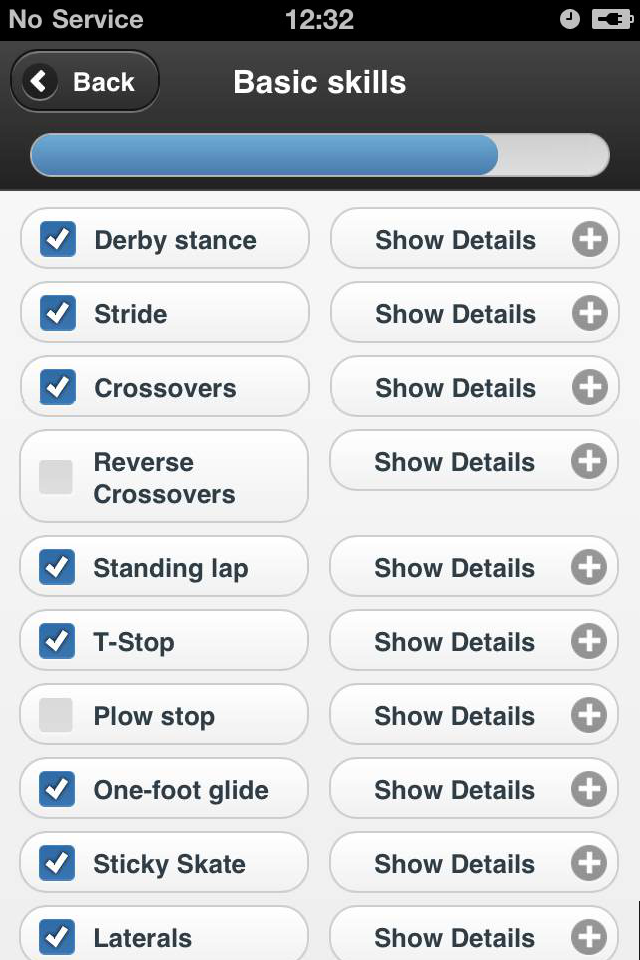 No Service 12:32
Back Basic skills
Derby stance Show Details
Stride Show Details
Crossovers Show Details
Reverse Show Details
Crossovers
Standing lap Show Details
T-Stop Show Details
Plow stop Show Details
One-foot glide Show Details
Sticky Skate Show Details
Laterals Show Details